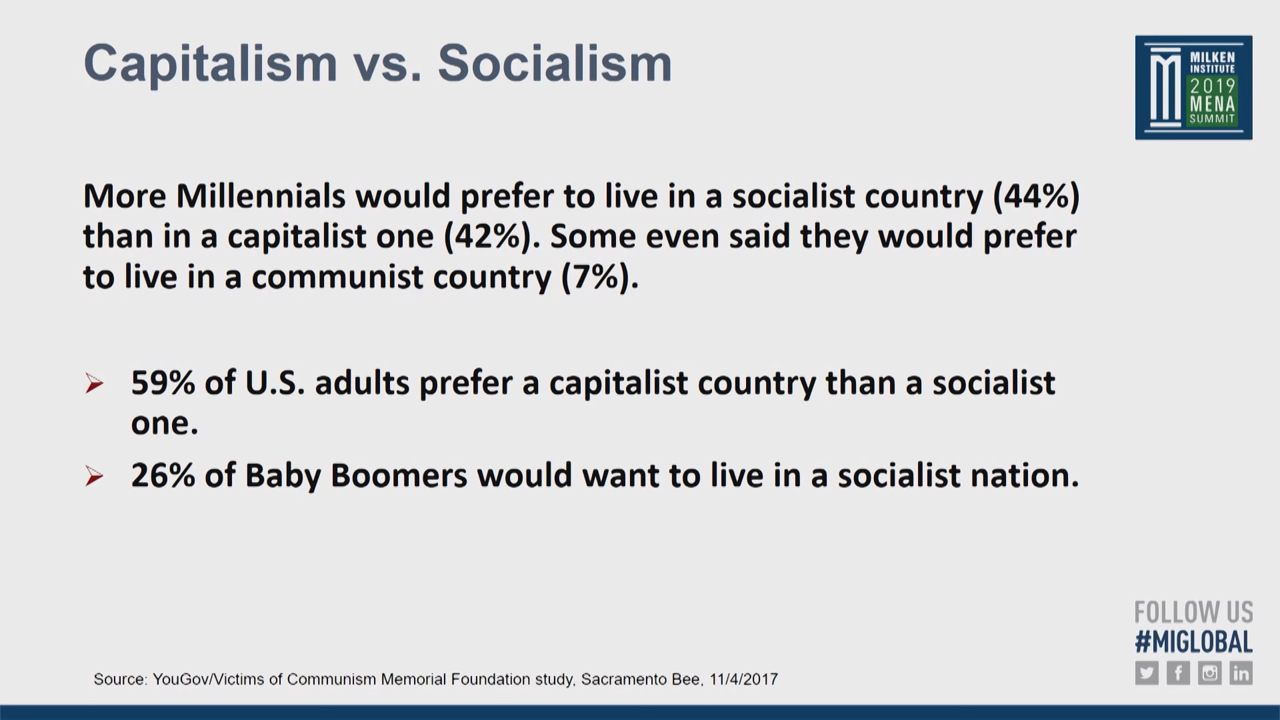 Capitalism vs. Socialism
MILKEN
INSTITUTE
2019
MENA
SUMMIT
More Millennials would prefer to live in a socialist country (44%)
than in a capitalist one (42%). Some even said they would prefer
to live in a communist country (7%).
59% of U.S. adults prefer a capitalist country than a socialist
one.
26% of Baby Boomers would want to live in a socialist nation.
FOLLOW US
#MIGLOBAL
Source: YouGov/Victims of Communism Memorial Foundation study, Sacramento Bee, 11/4/2017